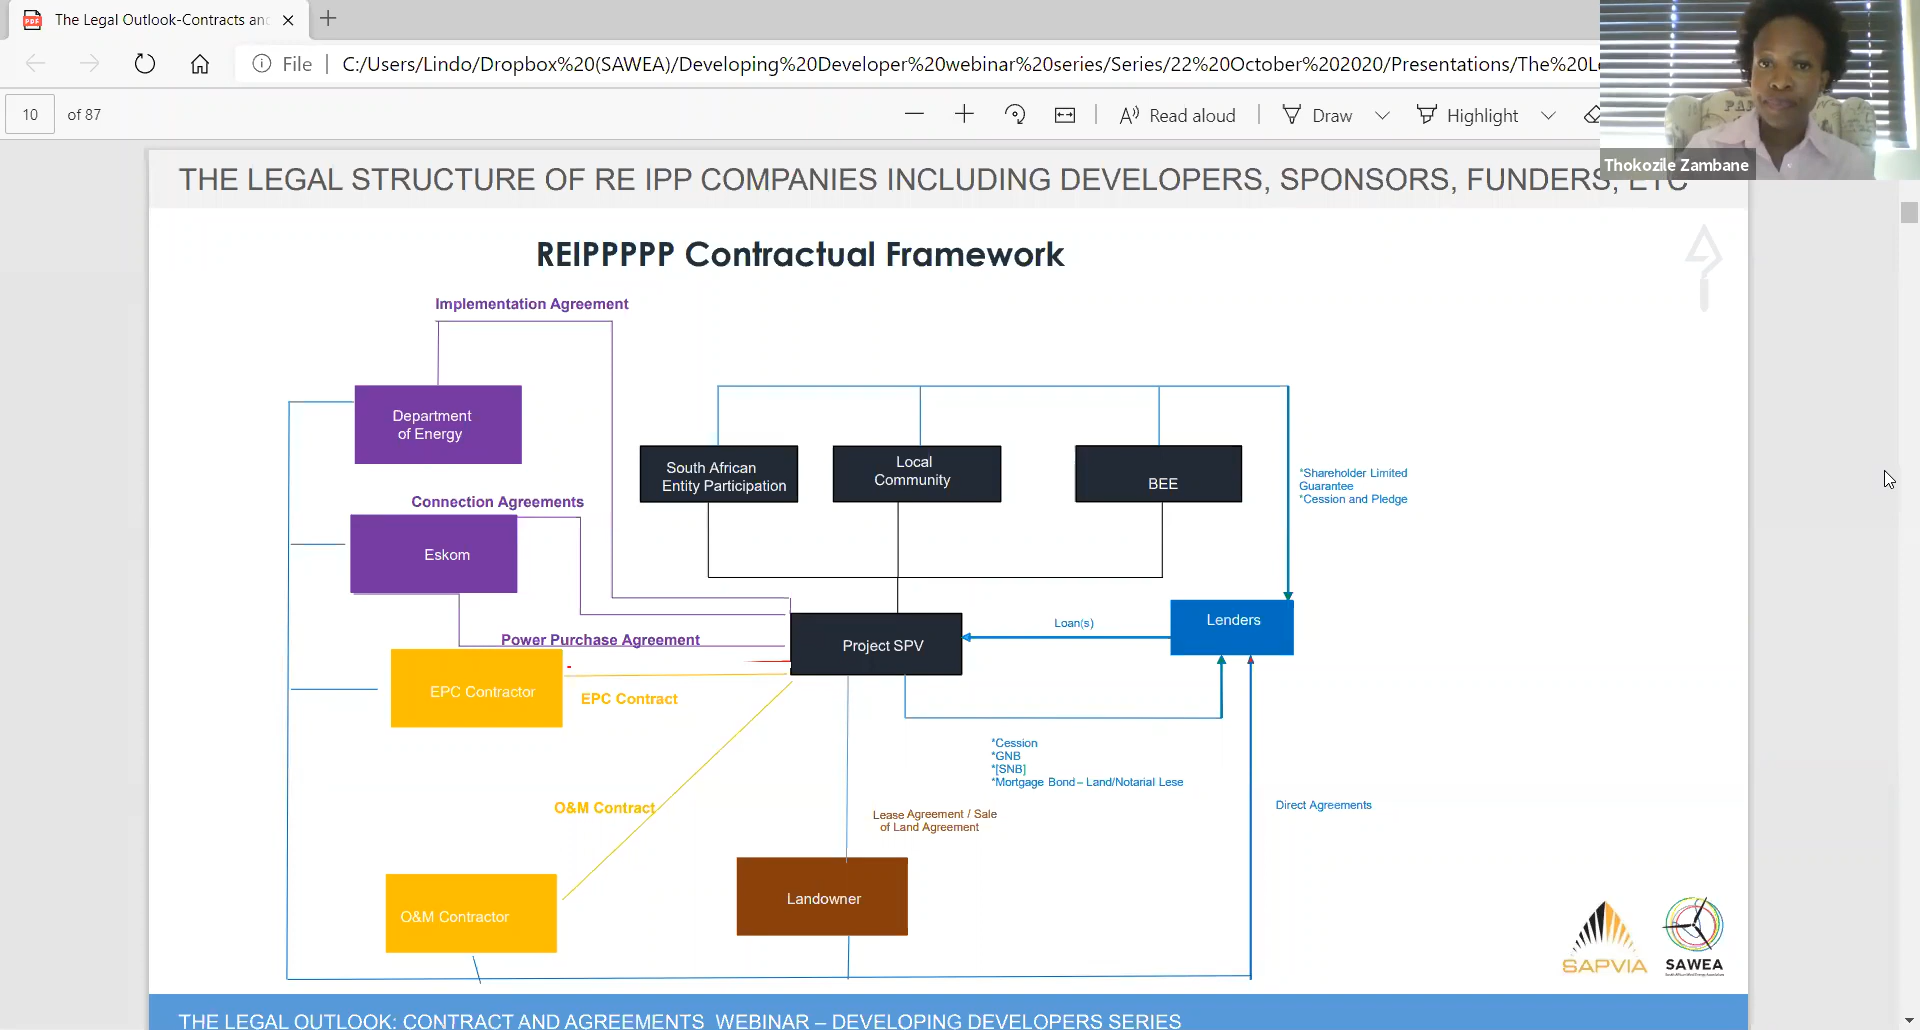 The Legal Outlook-Contracts and
File
C:/Users/Lindo/Dropbox%20(SAWEA)/Developing%20Developer%20webinar%20series/Series/22%20October%202020/Presentations/The%20L
10 of 87
Read aloud
Draw
Highlight
Thokozile Zambane
THE LEGAL STRUCTURE OF RE IPP COMPANIES INCLUDING DEVELOPERS, SPONSORS, FUNDERS, ETC
REIPPPPP Contractual Framework
Implementation Agreement
Department
of Energy
South African
Entity Participation
Local
Community
BEE
*Shareholder Limited
Guarantee
*Cession and Pledge
Connection Agreements
Eskom
Power Purchase Agreement
Project SPV
Loan(s)
Lenders
EPC Contractor
EPC Contract
*Cession
*GNB
*[SNB]
*Mortgage Bond – Land/Notarial Lese
O&M Contract
Lease Agreement / Sale
of Land Agreement
Direct Agreements
O&M Contractor
Landowner
SAPVIA
SAWEA
THE LEGAL OUTLOOK: CONTRACT AND AGREEMENTS WEBINAR – DEVELOPING DEVELOPERS SERIES